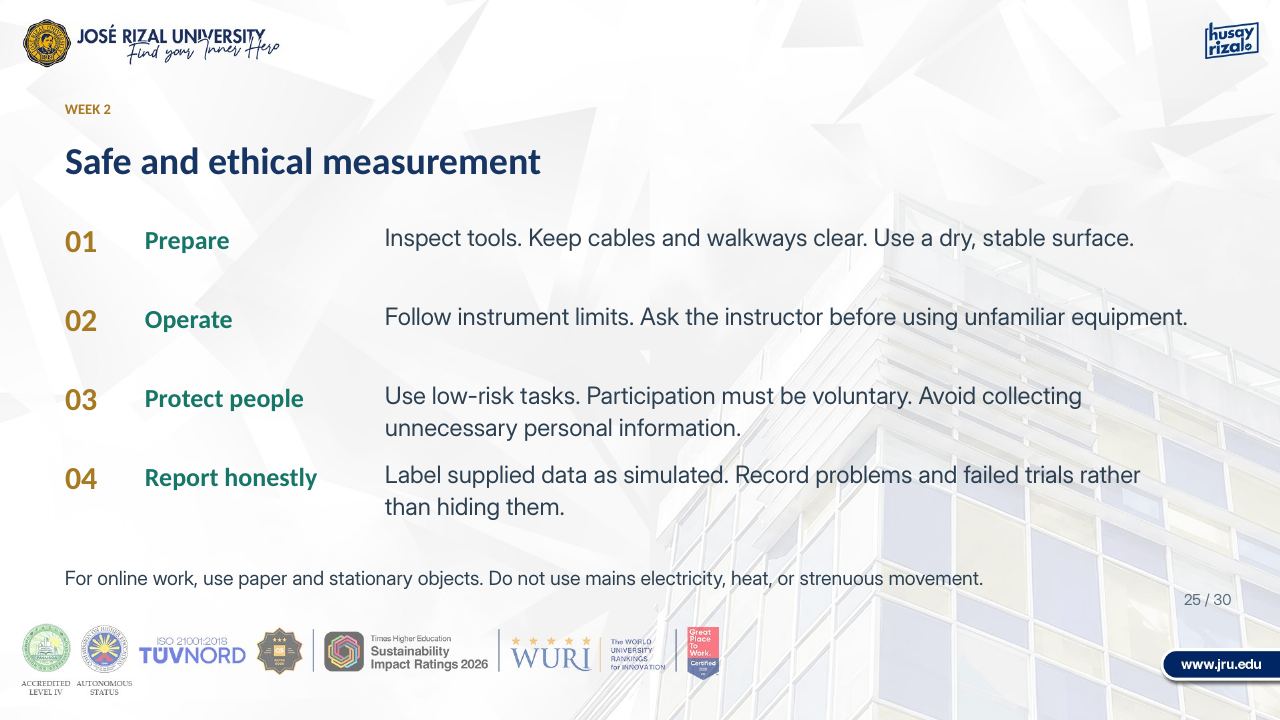 JOSÉ RIZAL UNIVERSITY
Find your Inner Hero
husay
rizal
WEEK 2
Safe and ethical measurement
01 Prepare Inspect tools. Keep cables and walkways clear. Use a dry, stable surface.
02 Operate Follow instrument limits. Ask the instructor before using unfamiliar equipment.
03 Protect people Use low-risk tasks. Participation must be voluntary. Avoid collecting
unnecessary personal information.
04 Report honestly Label supplied data as simulated. Record problems and failed trials rather
than hiding them.
For online work, use paper and stationary objects. Do not use mains electricity, heat, or strenuous movement.
25 / 30
ACCREDITED
LEVEL IV
AUTONOMOUS
STATUS
ISO 21001:2018
TÜVNORD
Times Higher Education
Sustainability
Impact Ratings 2026
WURI
The WORLD
UNIVERSITY
RANKINGS
for INNOVATION
Great
Place
To
Work.
Certified
www.jru.edu